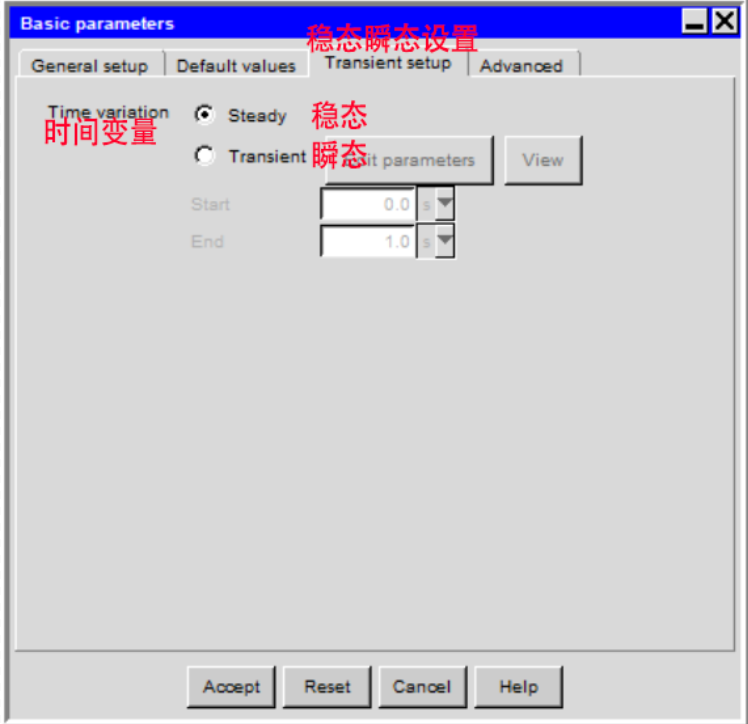 Basic parameters
稳态瞬态设置
General setup Default values Transient setup Advanced
Time variation Steady 稳态
时间变量
Transient 瞬态 parameters View
Start 0.0 s
End 1.0 s
Accept Reset Cancel Help